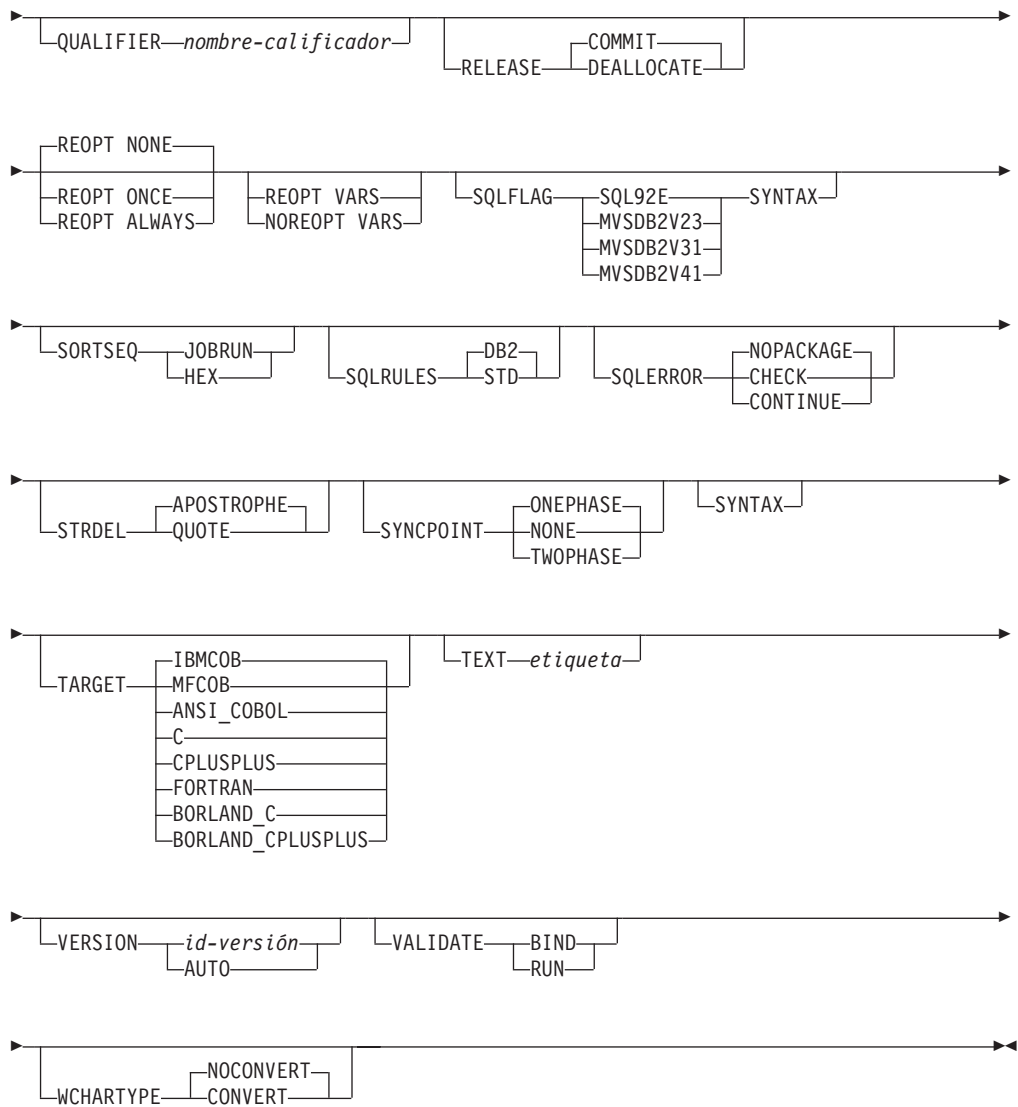 QUALIFIER nombre-calificador
COMMIT
RELEASE DEALLOCATE
REOPT NONE
REOPT ONCE REOPT VARS SQLFLAG SQL92E SYNTAX
REOPT ALWAYS NOREOPT VARS MVSDB2V23
MVSDB2V31
MVSDB2V41
SORTSEQ JOBRUN DB2 NOPACKAGE
HEX SQLRULES STD SQLERROR CHECK
CONTINUE
APOSTROPHE ONEPHASE SYNTAX
STRDEL QUOTE SYNCPOINT NONE
TWOPHASE
IBMCOB TEXT etiqueta
TARGET MFCOB
ANSI_COBOL
C
CPLUSPLUS
FORTRAN
BORLAND_C
BORLAND_CPLUSPLUS
VERSION id-versión VALIDATE BIND
AUTO RUN
NOCONVERT
WCHARTYPE CONVERT